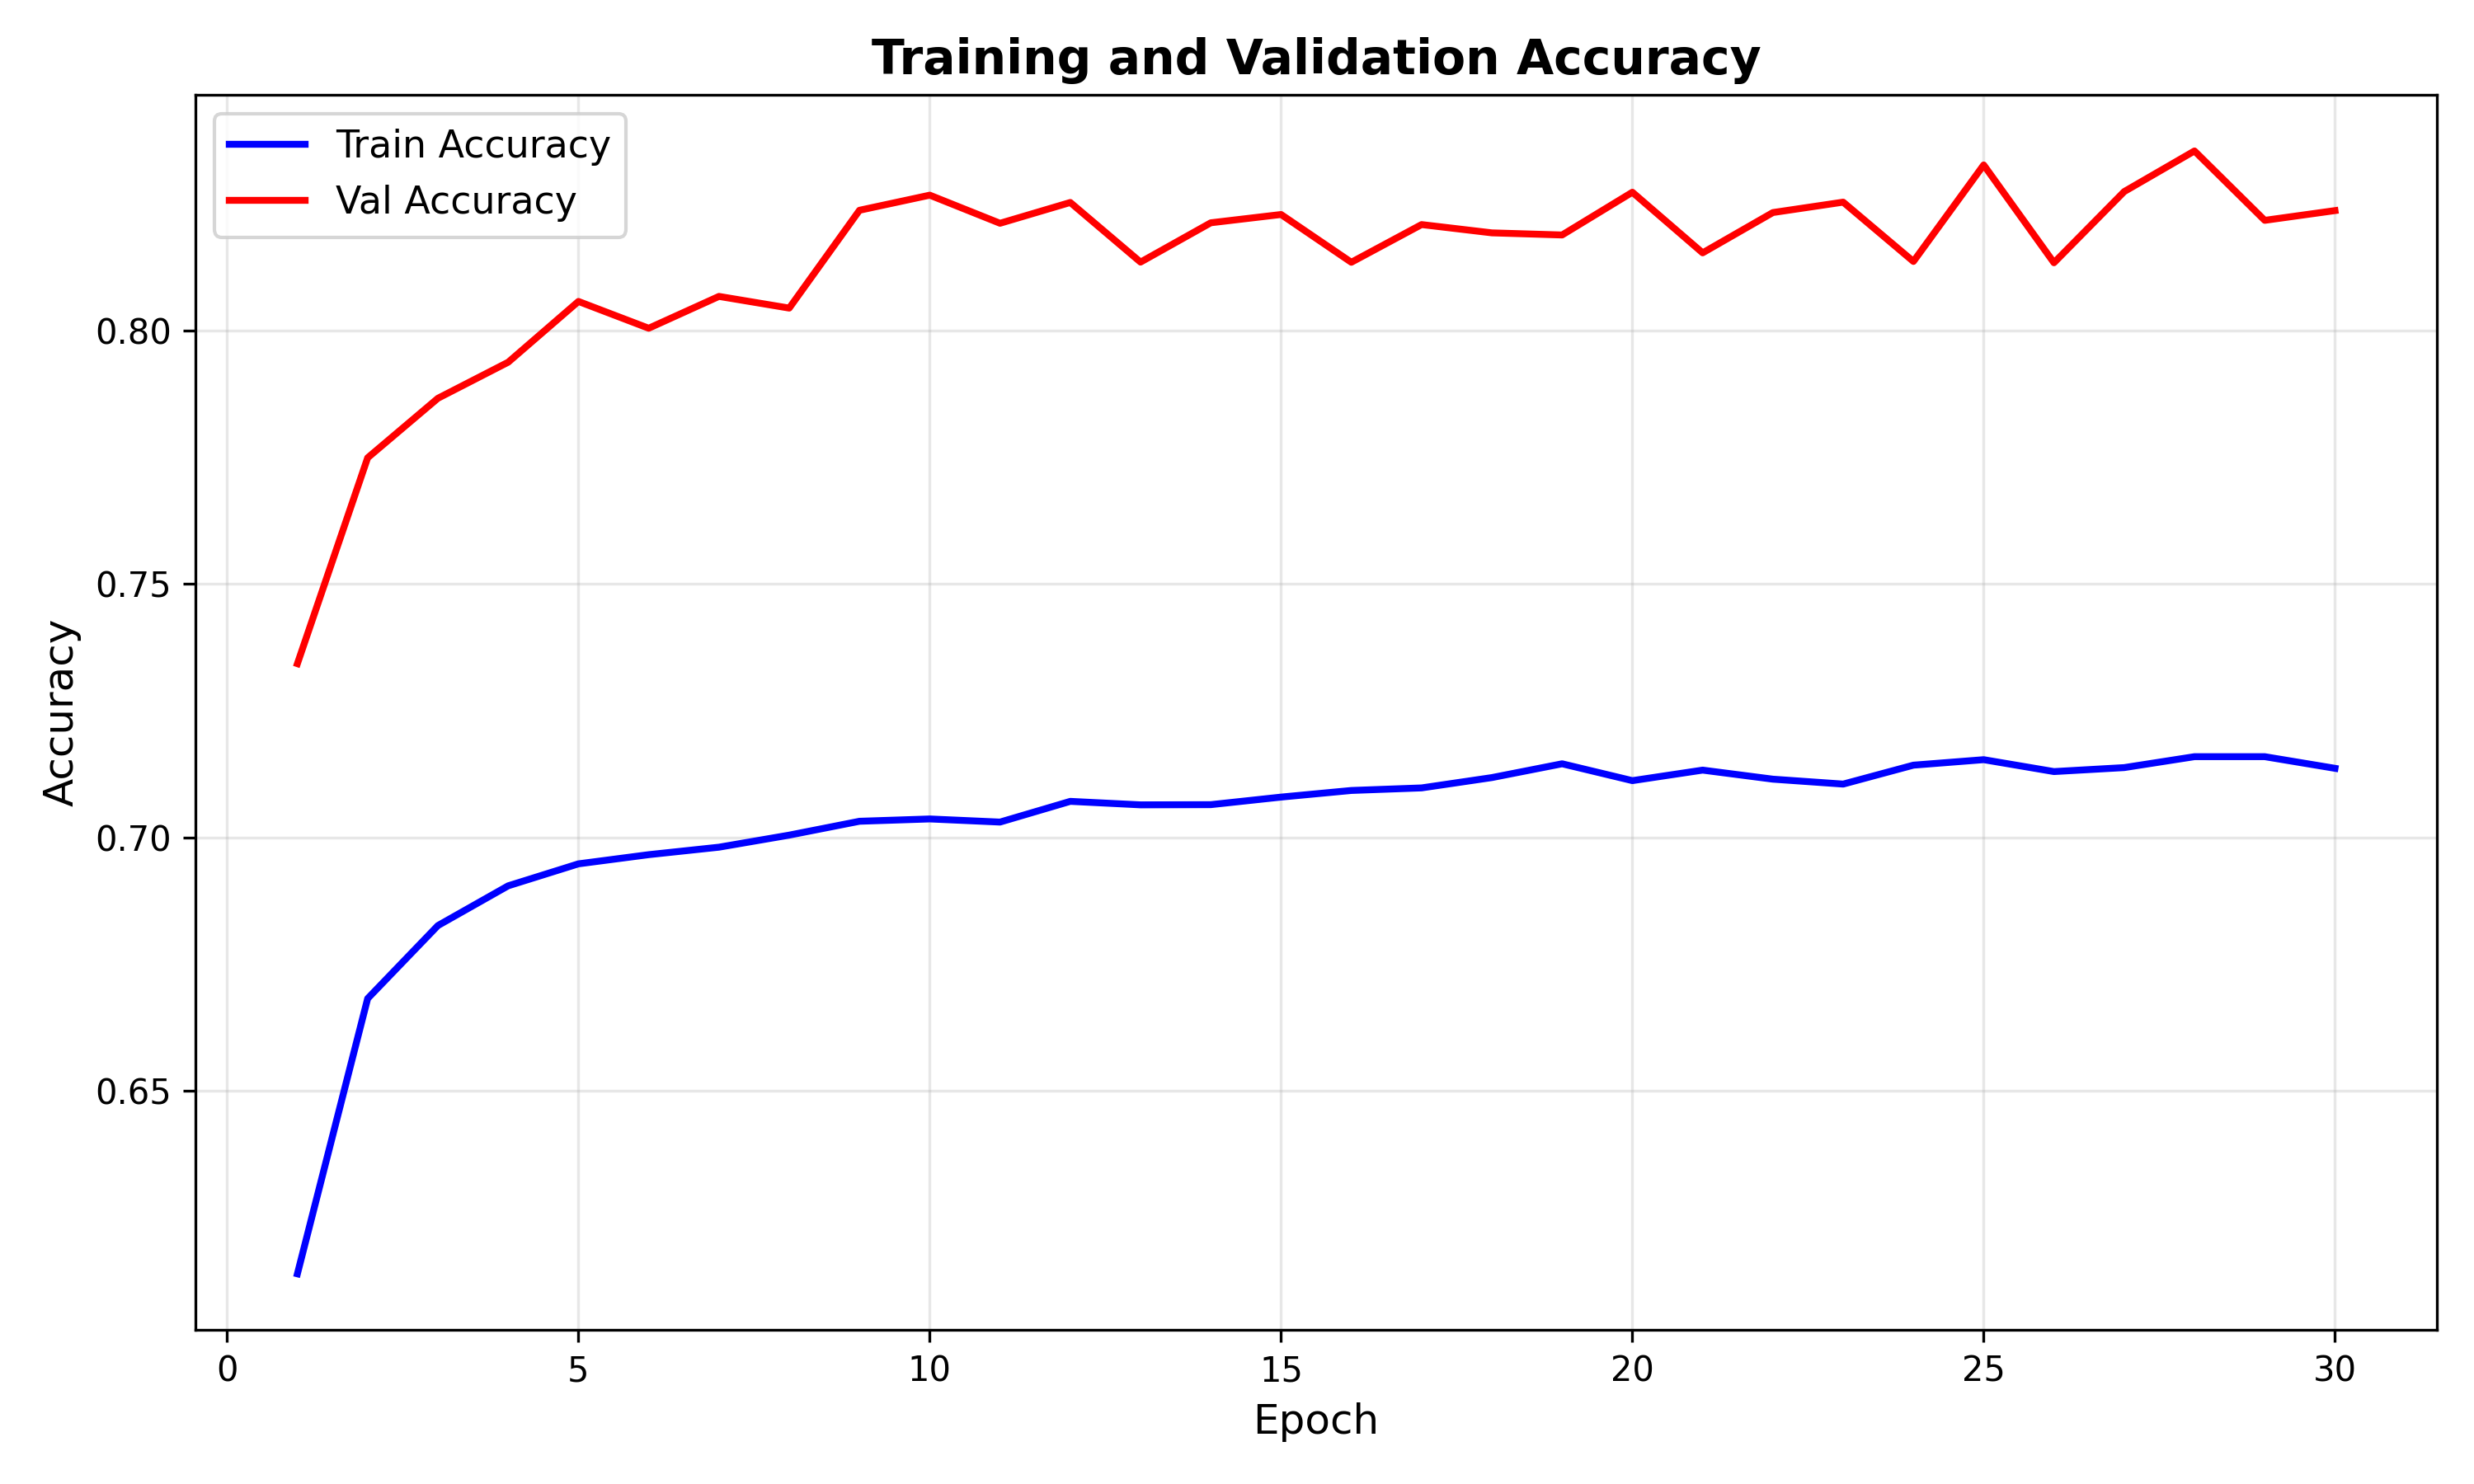 Training and Validation Accuracy
Train Accuracy
Val Accuracy
0.80
0.75
0.70
0.65
Accuracy
0 5 10 15 20 25 30
Epoch